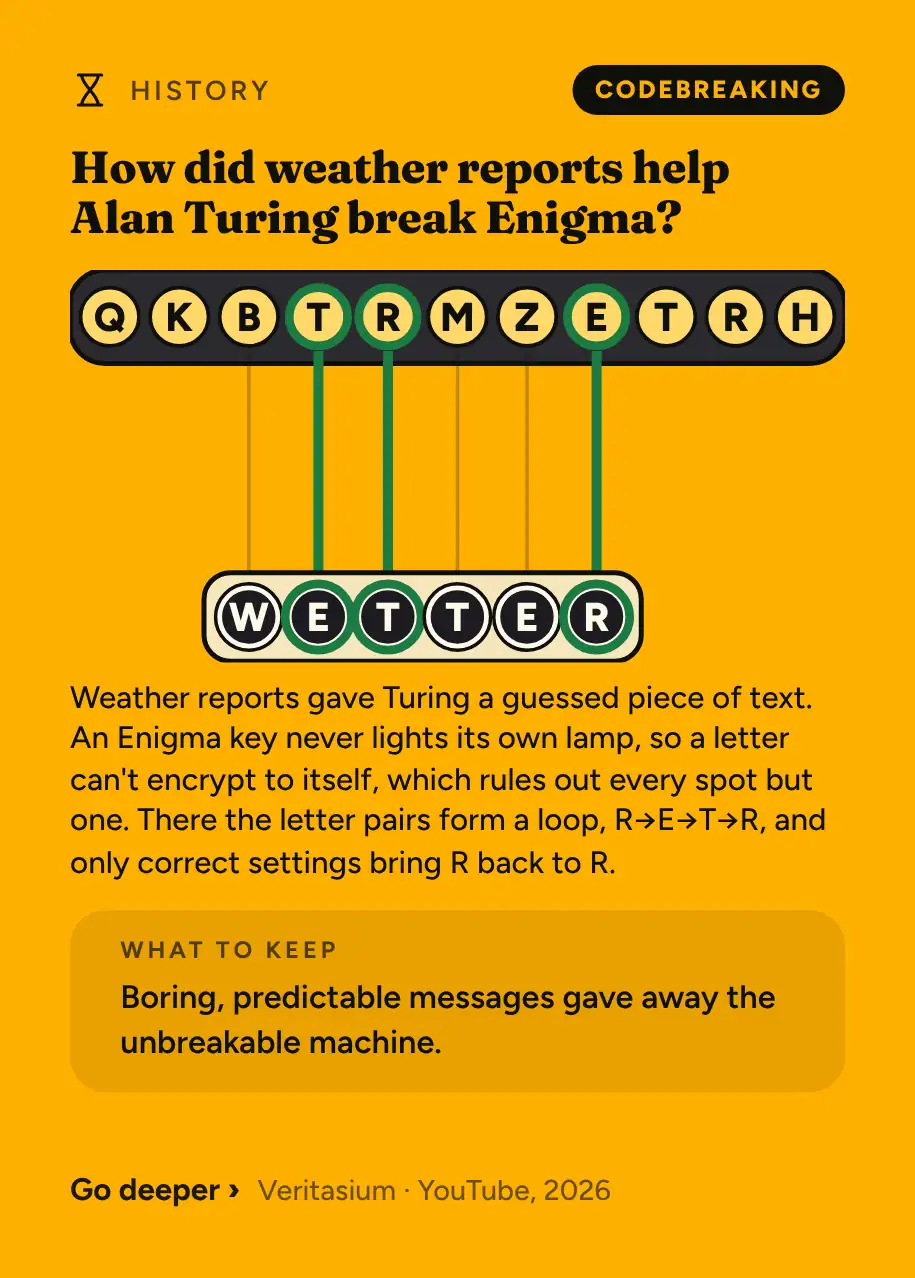 HISTORY
CODEBREAKING
How did weather reports help
Alan Turing break Enigma?
Q K B T R M Z E T R H
W E T T E R
Weather reports gave Turing a guessed piece of text.
An Enigma key never lights its own lamp, so a letter
can't encrypt to itself, which rules out every spot but
one. There the letter pairs form a loop, R→E→T→R, and
only correct settings bring R back to R.
WHAT TO KEEP
Boring, predictable messages gave away the
unbreakable machine.
Go deeper › Veritasium · YouTube, 2026